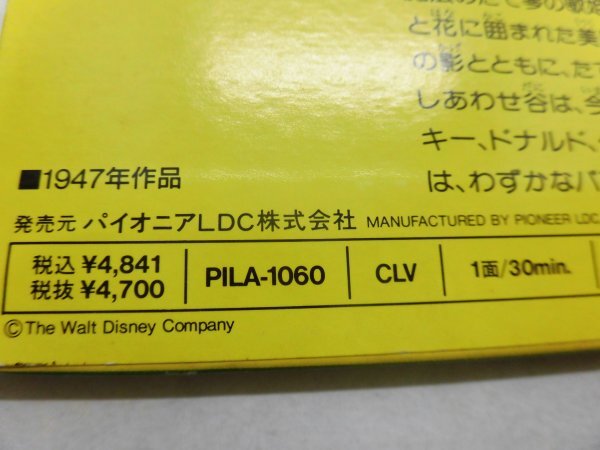 と花に囲まれた美
の影とともに、た
しあわせ谷は、今
キー、ドナルド、
は、わずかなパ
■1947年作品
発売元 パイオニアLDC株式会社 MANUFACTURED BY PIONEER LDC,
税込 ¥4,841
税抜 ¥4,700
PILA-1060
CLV
1面/30min.
©The Walt Disney Company